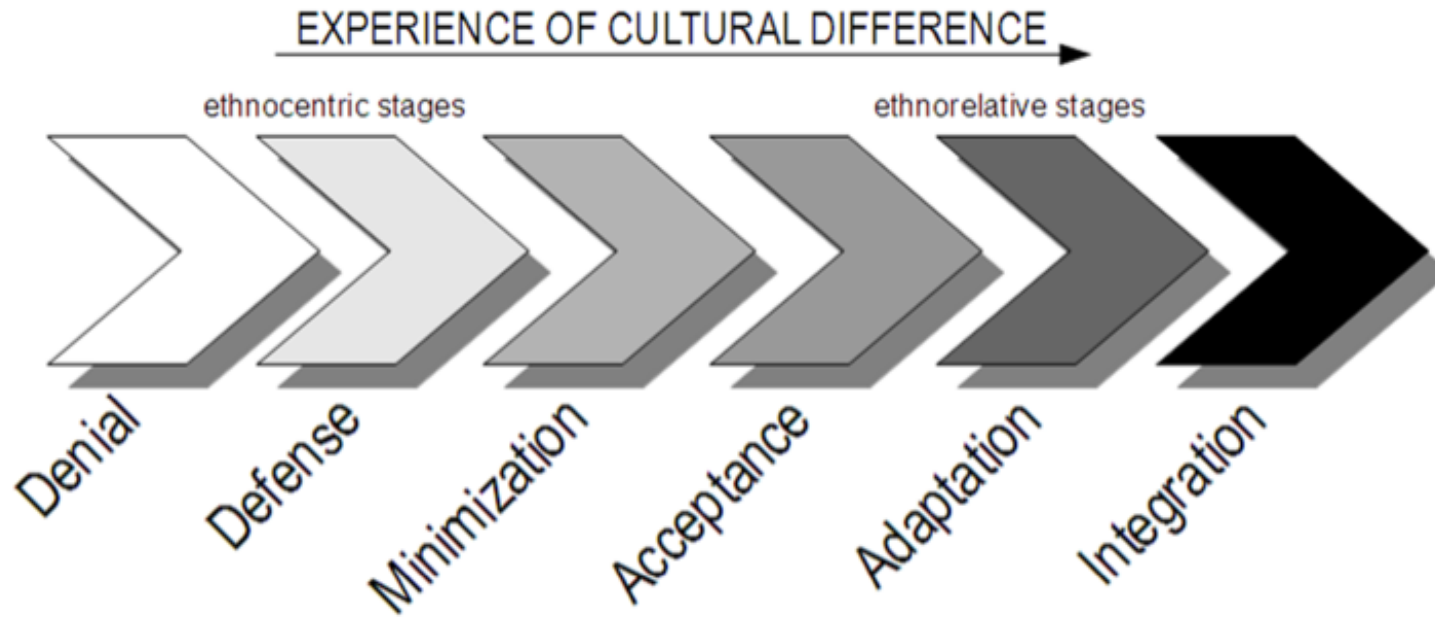 EXPERIENCE OF CULTURAL DIFFERENCE
ethnocentric stages
ethnorelative stages
Denial
Defense
Minimization
Acceptance
Adaptation
Integration